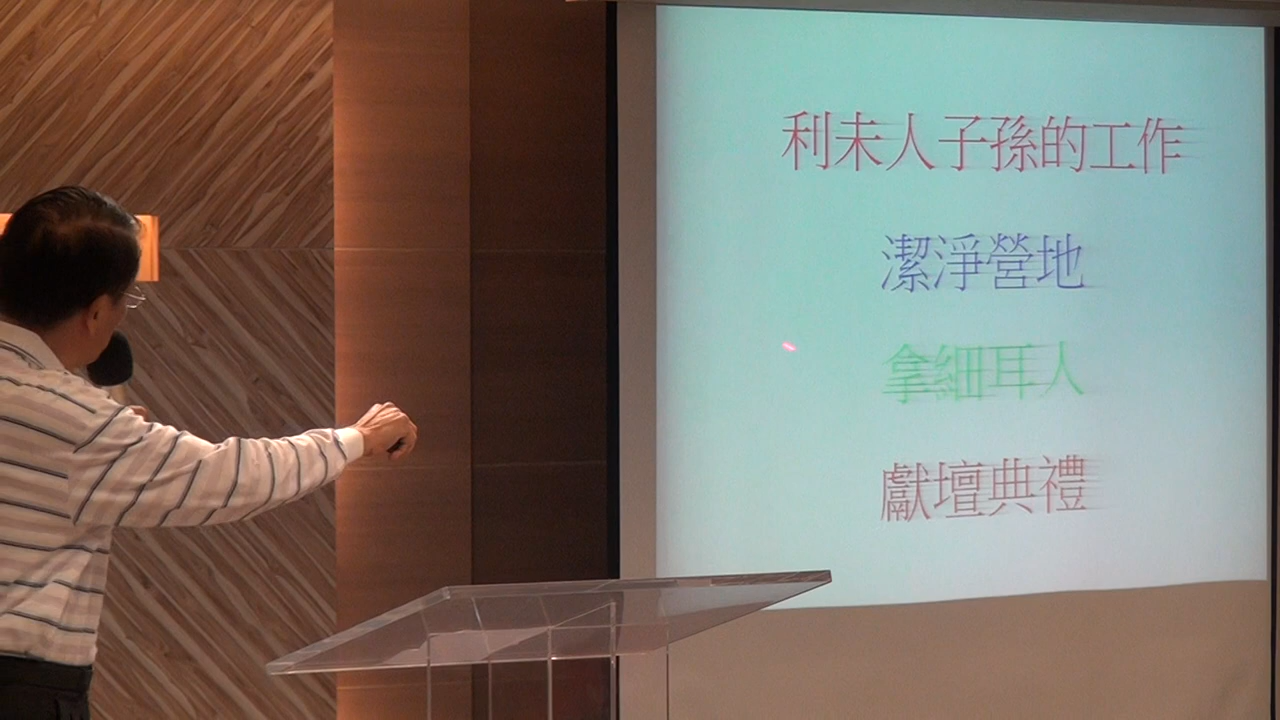 利未人子孫的工作
潔淨營地
拿細耳人
獻壇典禮